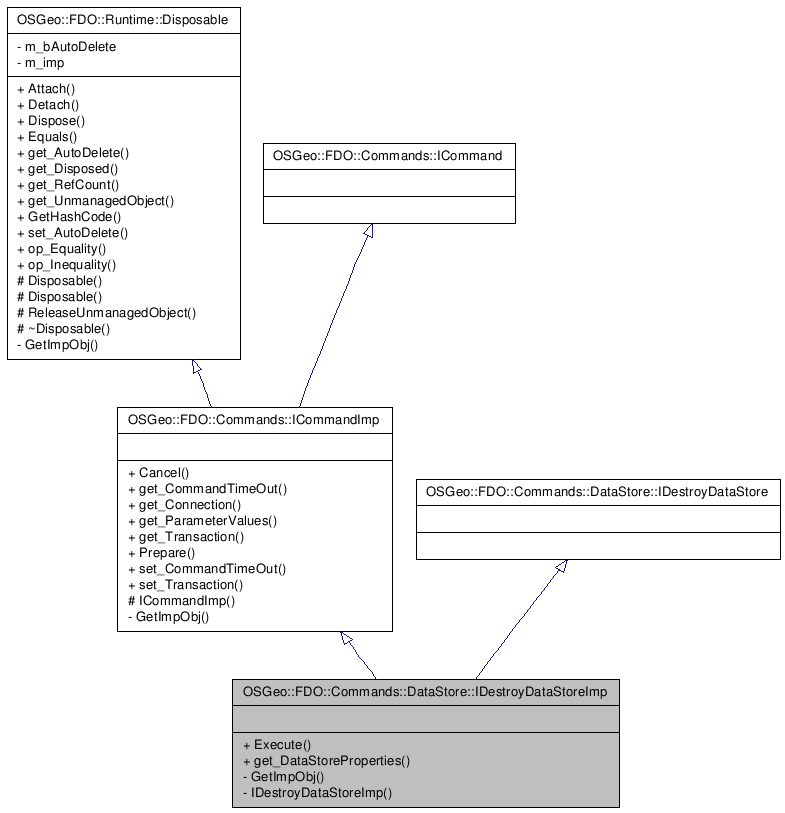 OSGeo::FDO::Runtime::Disposable
- m_bAutoDelete
- m_imp
+ Attach()
+ Detach()
+ Dispose()
+ Equals()
+ get_AutoDelete()
+ get_Disposed()
+ get_RefCount()
+ get_UnmanagedObject()
+ GetHashCode()
+ set_AutoDelete()
+ op_Equality()
+ op_Inequality()
# Disposable()
# Disposable()
# ReleaseUnmanagedObject()
# ~Disposable()
- GetImpObj()
OSGeo::FDO::Commands::ICommand
OSGeo::FDO::Commands::ICommandImp
+ Cancel()
+ get_CommandTimeOut()
+ get_Connection()
+ get_ParameterValues()
+ get_Transaction()
+ Prepare()
+ set_CommandTimeOut()
+ set_Transaction()
# ICommandImp()
- GetImpObj()
OSGeo::FDO::Commands::DataStore::IDestroyDataStore
OSGeo::FDO::Commands::DataStore::IDestroyDataStoreImp
+ Execute()
+ get_DataStoreProperties()
- GetImpObj()
- IDestroyDataStoreImp()